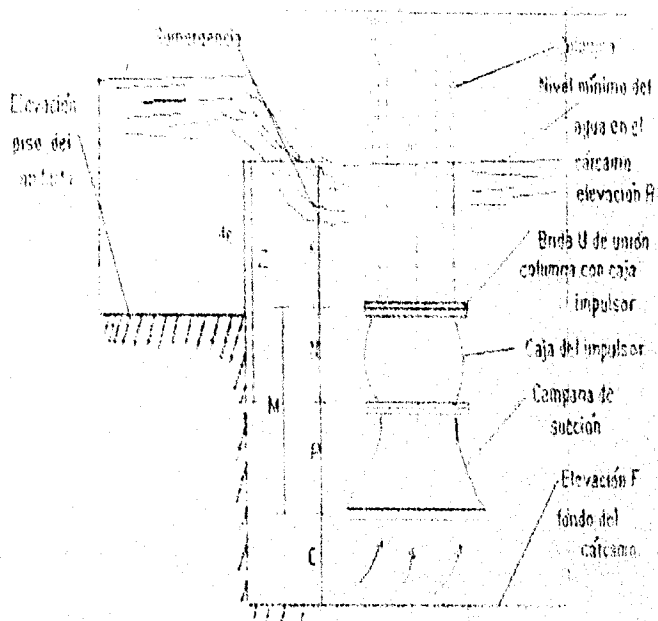 Sumergencia
Columna
Nivel mínimo del
agua en el
cárcamo
elevación A
Elevación
piso del
Z
Brida U de unión
columna con caja
impulsor
Caja del impulsor
M
Campana de
succión
Elevación F
fondo del
cárcamo
C